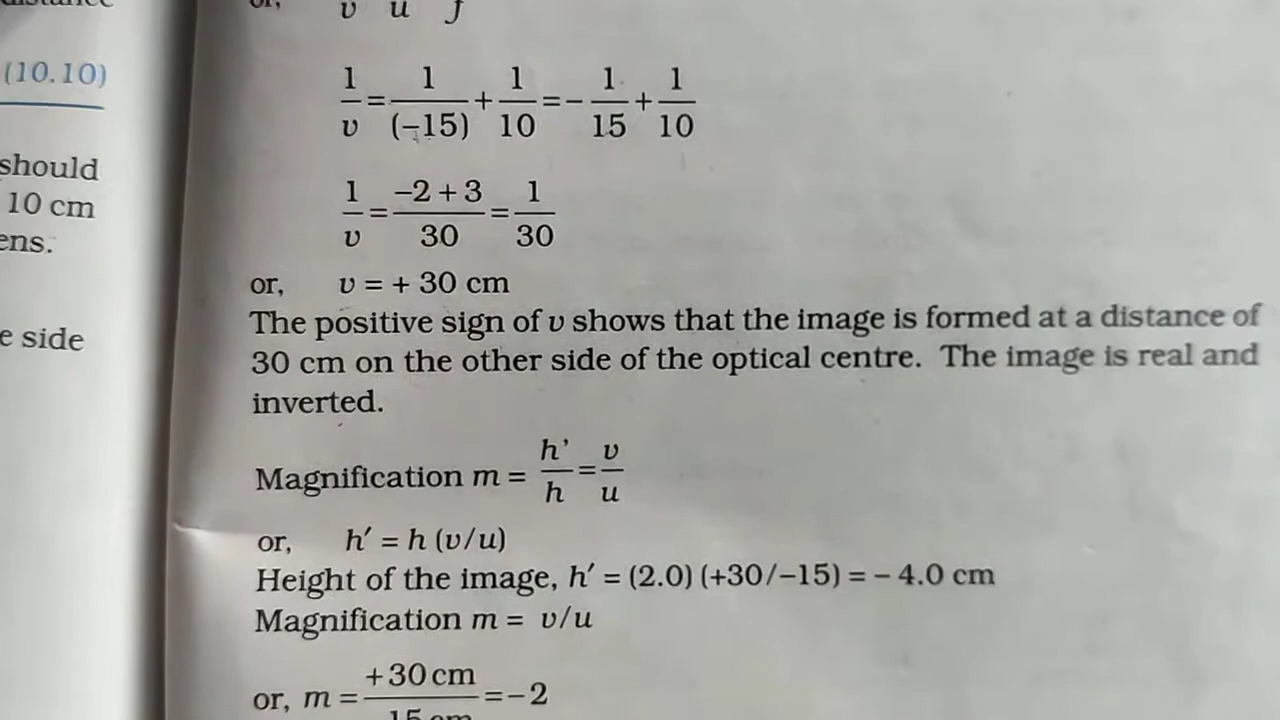 (10.10)
should
10 cm
ens.
e side
or,
v u f
1/v = 1/(–15) + 1/10 = – 1/15 + 1/10
1/v = –2 + 3/30 = 1/30
or, v = + 30 cm
The positive sign of v shows that the image is formed at a distance of
30 cm on the other side of the optical centre. The image is real and
inverted.
Magnification m = h’/h = v/u
or, h′ = h (v/u)
Height of the image, h′ = (2.0) (+30/–15) = – 4.0 cm
Magnification m = v/u
or, m = +30 cm/15 cm = – 2